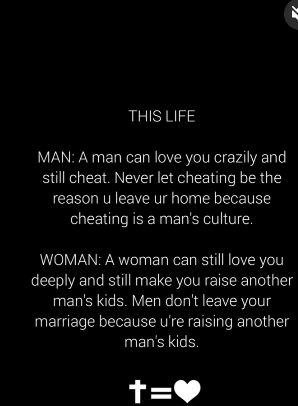 THIS LIFE
MAN: A man can love you crazily and
still cheat. Never let cheating be the
reason u leave ur home because
cheating is a man's culture.
WOMAN: A woman can still love you
deeply and still make you raise another
man's kids. Men don't leave your
marriage because u're raising another
man's kids.
✝=♥